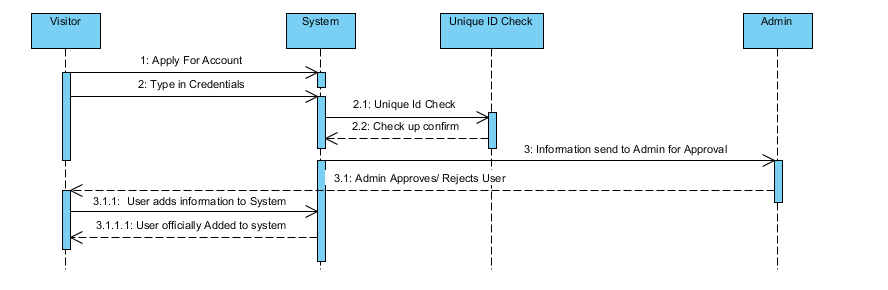 Visitor
System
Unique ID Check
Admin
1: Apply For Account
2: Type in Credentials
2.1: Unique Id Check
2.2: Check up confirm
3: Information send to Admin for Approval
3.1: Admin Approves/ Rejects User
3.1.1:  User adds information to System
3.1.1.1: User officially Added to system